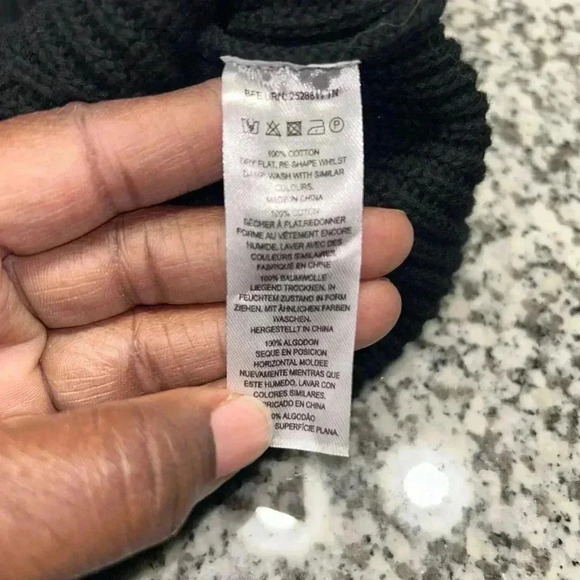 100% COTTON
DRY FLAT, RE-SHAPE WHILST
DAMP WASH WITH SIMILAR
COLOURS.
MADE IN CHINA
100% COTON
SÉCHER À PLAT,REDONNER
FORME AU VÊTEMENT ENCORE
HUMIDE, LAVER AVEC DES
COULEURS SIMILAIRES
FABRIQUÉ EN CHINE
100% BAUMWOLLE
LIEGEND TROCKNEN, IN
FEUCHTEM ZUSTAND IN FORM
ZIEHEN. MIT ÄHNLICHEN FARBEN
WASCHEN.
HERGESTELLT IN CHINA
100% ALGODON
SEQUE EN POSICION
HORIZONTAL MOLDEE
NUEVAMENTE MIENTRAS QUE
ESTE HUMEDO, LAVAR CON
COLORES SIMILARES.
BRICADO EN CHINA
0% ALGODÃO
SUPERFÍCIE PLANA.